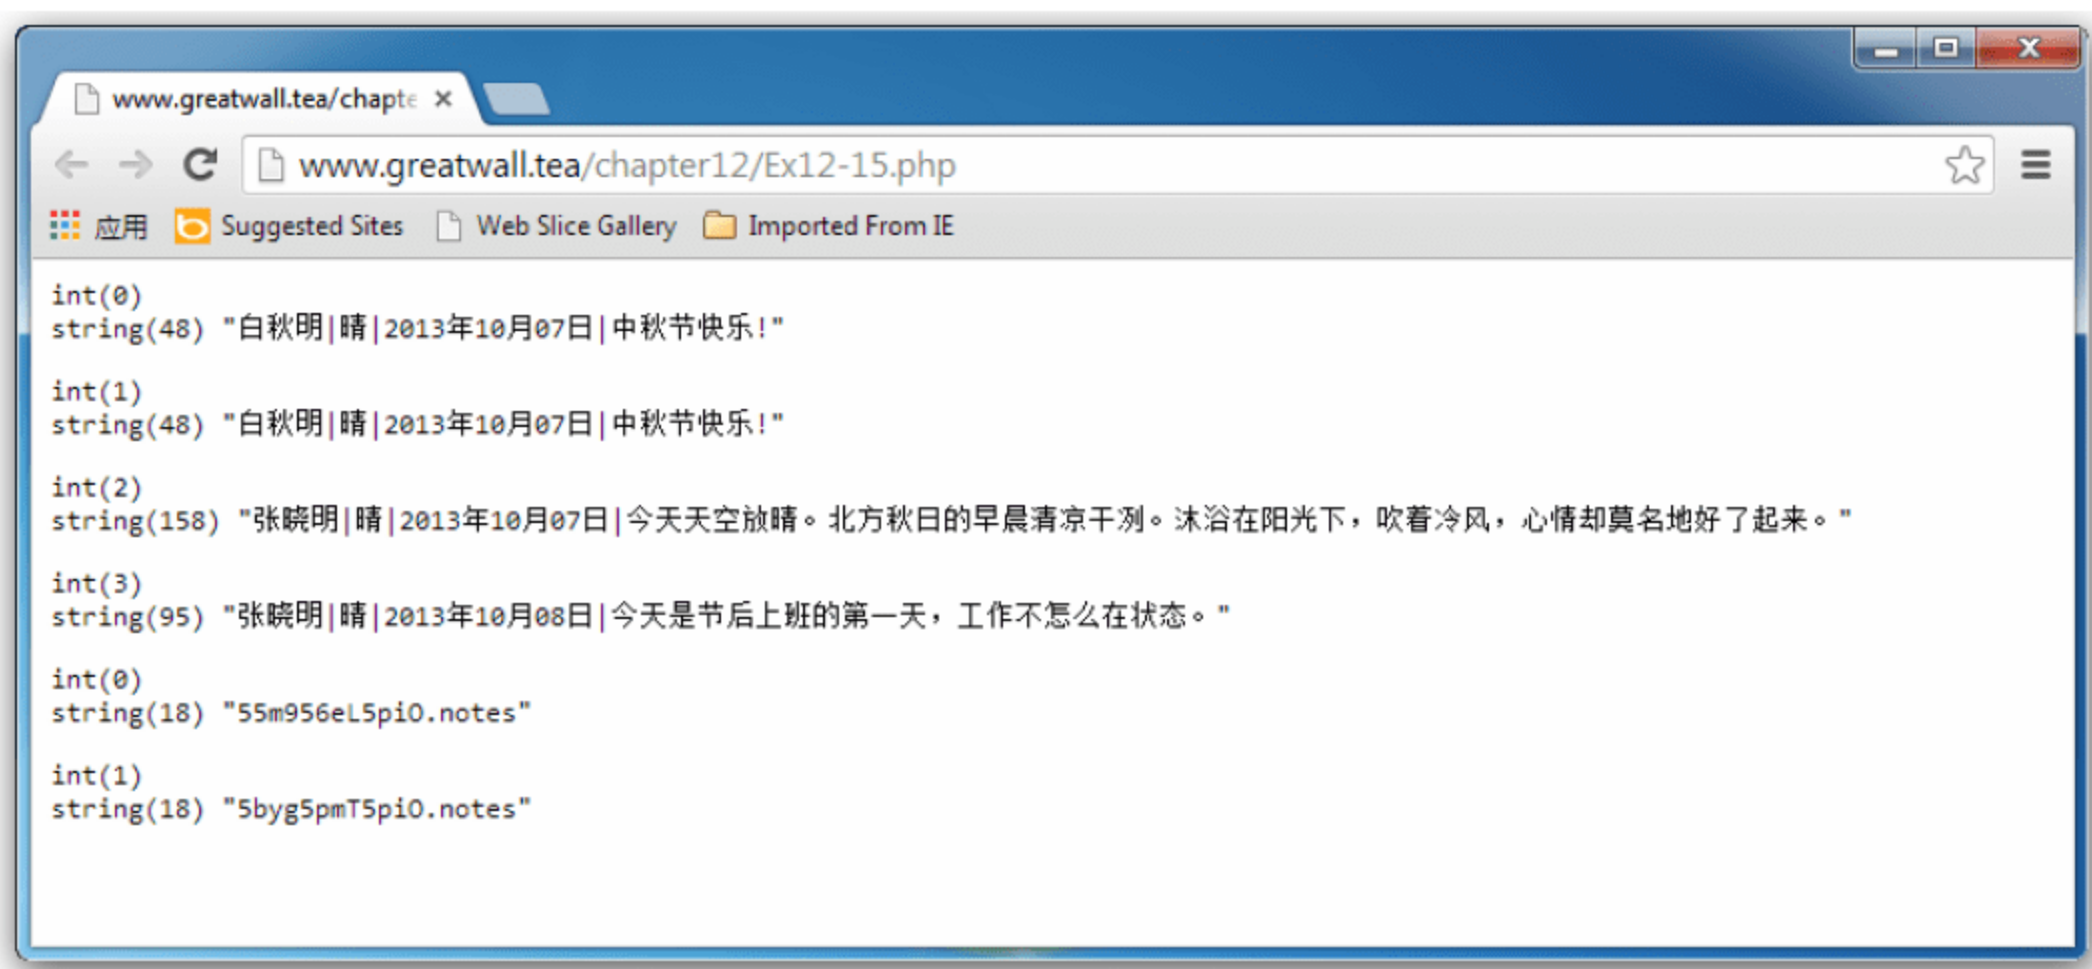 www.greatwall.tea/chapte
www.greatwall.tea/chapter12/Ex12-15.php
应用 Suggested Sites Web Slice Gallery Imported From IE
int(0)
string(48) "白秋明|晴|2013年10月07日|中秋节快乐!"
int(1)
string(48) "白秋明|晴|2013年10月07日|中秋节快乐!"
int(2)
string(158) "张晓明|晴|2013年10月07日|今天天空放晴。北方秋日的早晨清凉干冽。沐浴在阳光下，吹着冷风，心情却莫名地好了起来。"
int(3)
string(95) "张晓明|晴|2013年10月08日|今天是节后上班的第一天，工作不怎么在状态。"
int(0)
string(18) "55m956eL5piO.notes"
int(1)
string(18) "5byg5pmT5piO.notes"